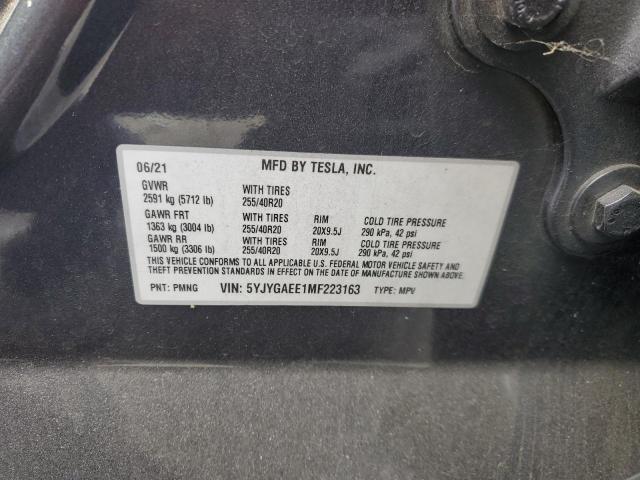 06/21 MFD BY TESLA, INC.
GVWR WITH TIRES
2591 kg (5712 lb) 255/40R20
GAWR FRT WITH TIRES RIM COLD TIRE PRESSURE
1363 kg (3004 lb) 255/40R20 20X9.5J 290 kPa, 42 psi
GAWR RR WITH TIRES RIM COLD TIRE PRESSURE
1500 kg (3306 lb) 255/40R20 20X9.5J 290 kPa, 42 psi
THIS VEHICLE CONFORMS TO ALL APPLICABLE U.S. FEDERAL MOTOR VEHICLE SAFETY AND
THEFT PREVENTION STANDARDS IN EFFECT ON THE DATE OF MANUFACTURE SHOWN ABOVE.
PNT: PMNG VIN: 5YJYGAEE1MF223163 TYPE: MPV